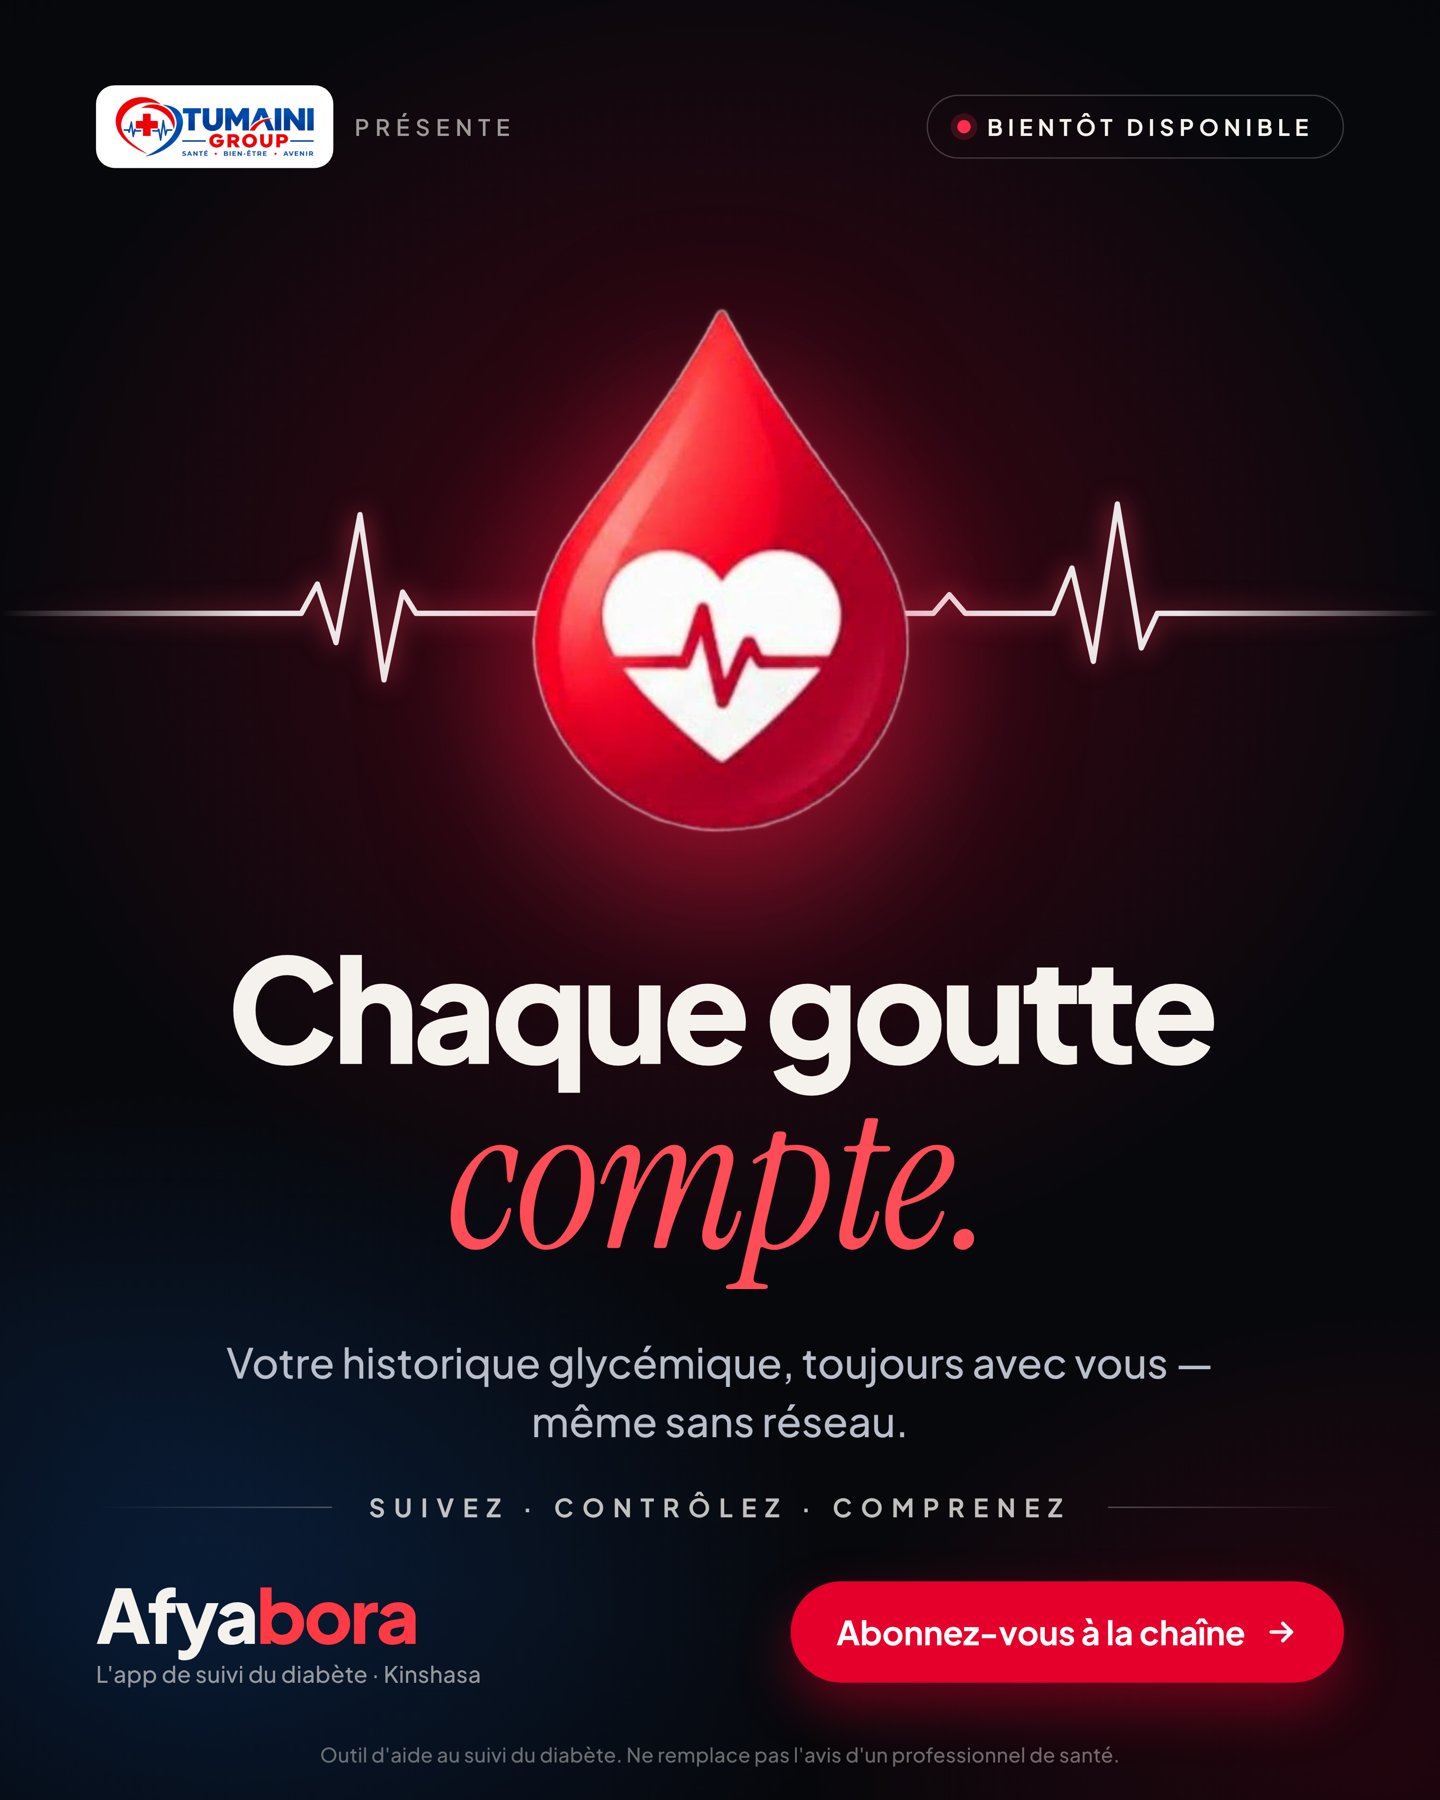 TUMAINI
GROUP
SANTÉ • BIEN-ÊTRE • AVENIR
PRÉSENTE
BIENTÔT DISPONIBLE
Chaque goutte
compte.
Votre historique glycémique, toujours avec vous —
même sans réseau.
SUIVEZ · CONTRÔLEZ · COMPRENEZ
Afyabora
L'app de suivi du diabète · Kinshasa
Abonnez-vous à la chaîne →
Outil d'aide au suivi du diabète. Ne remplace pas l'avis d'un professionnel de santé.